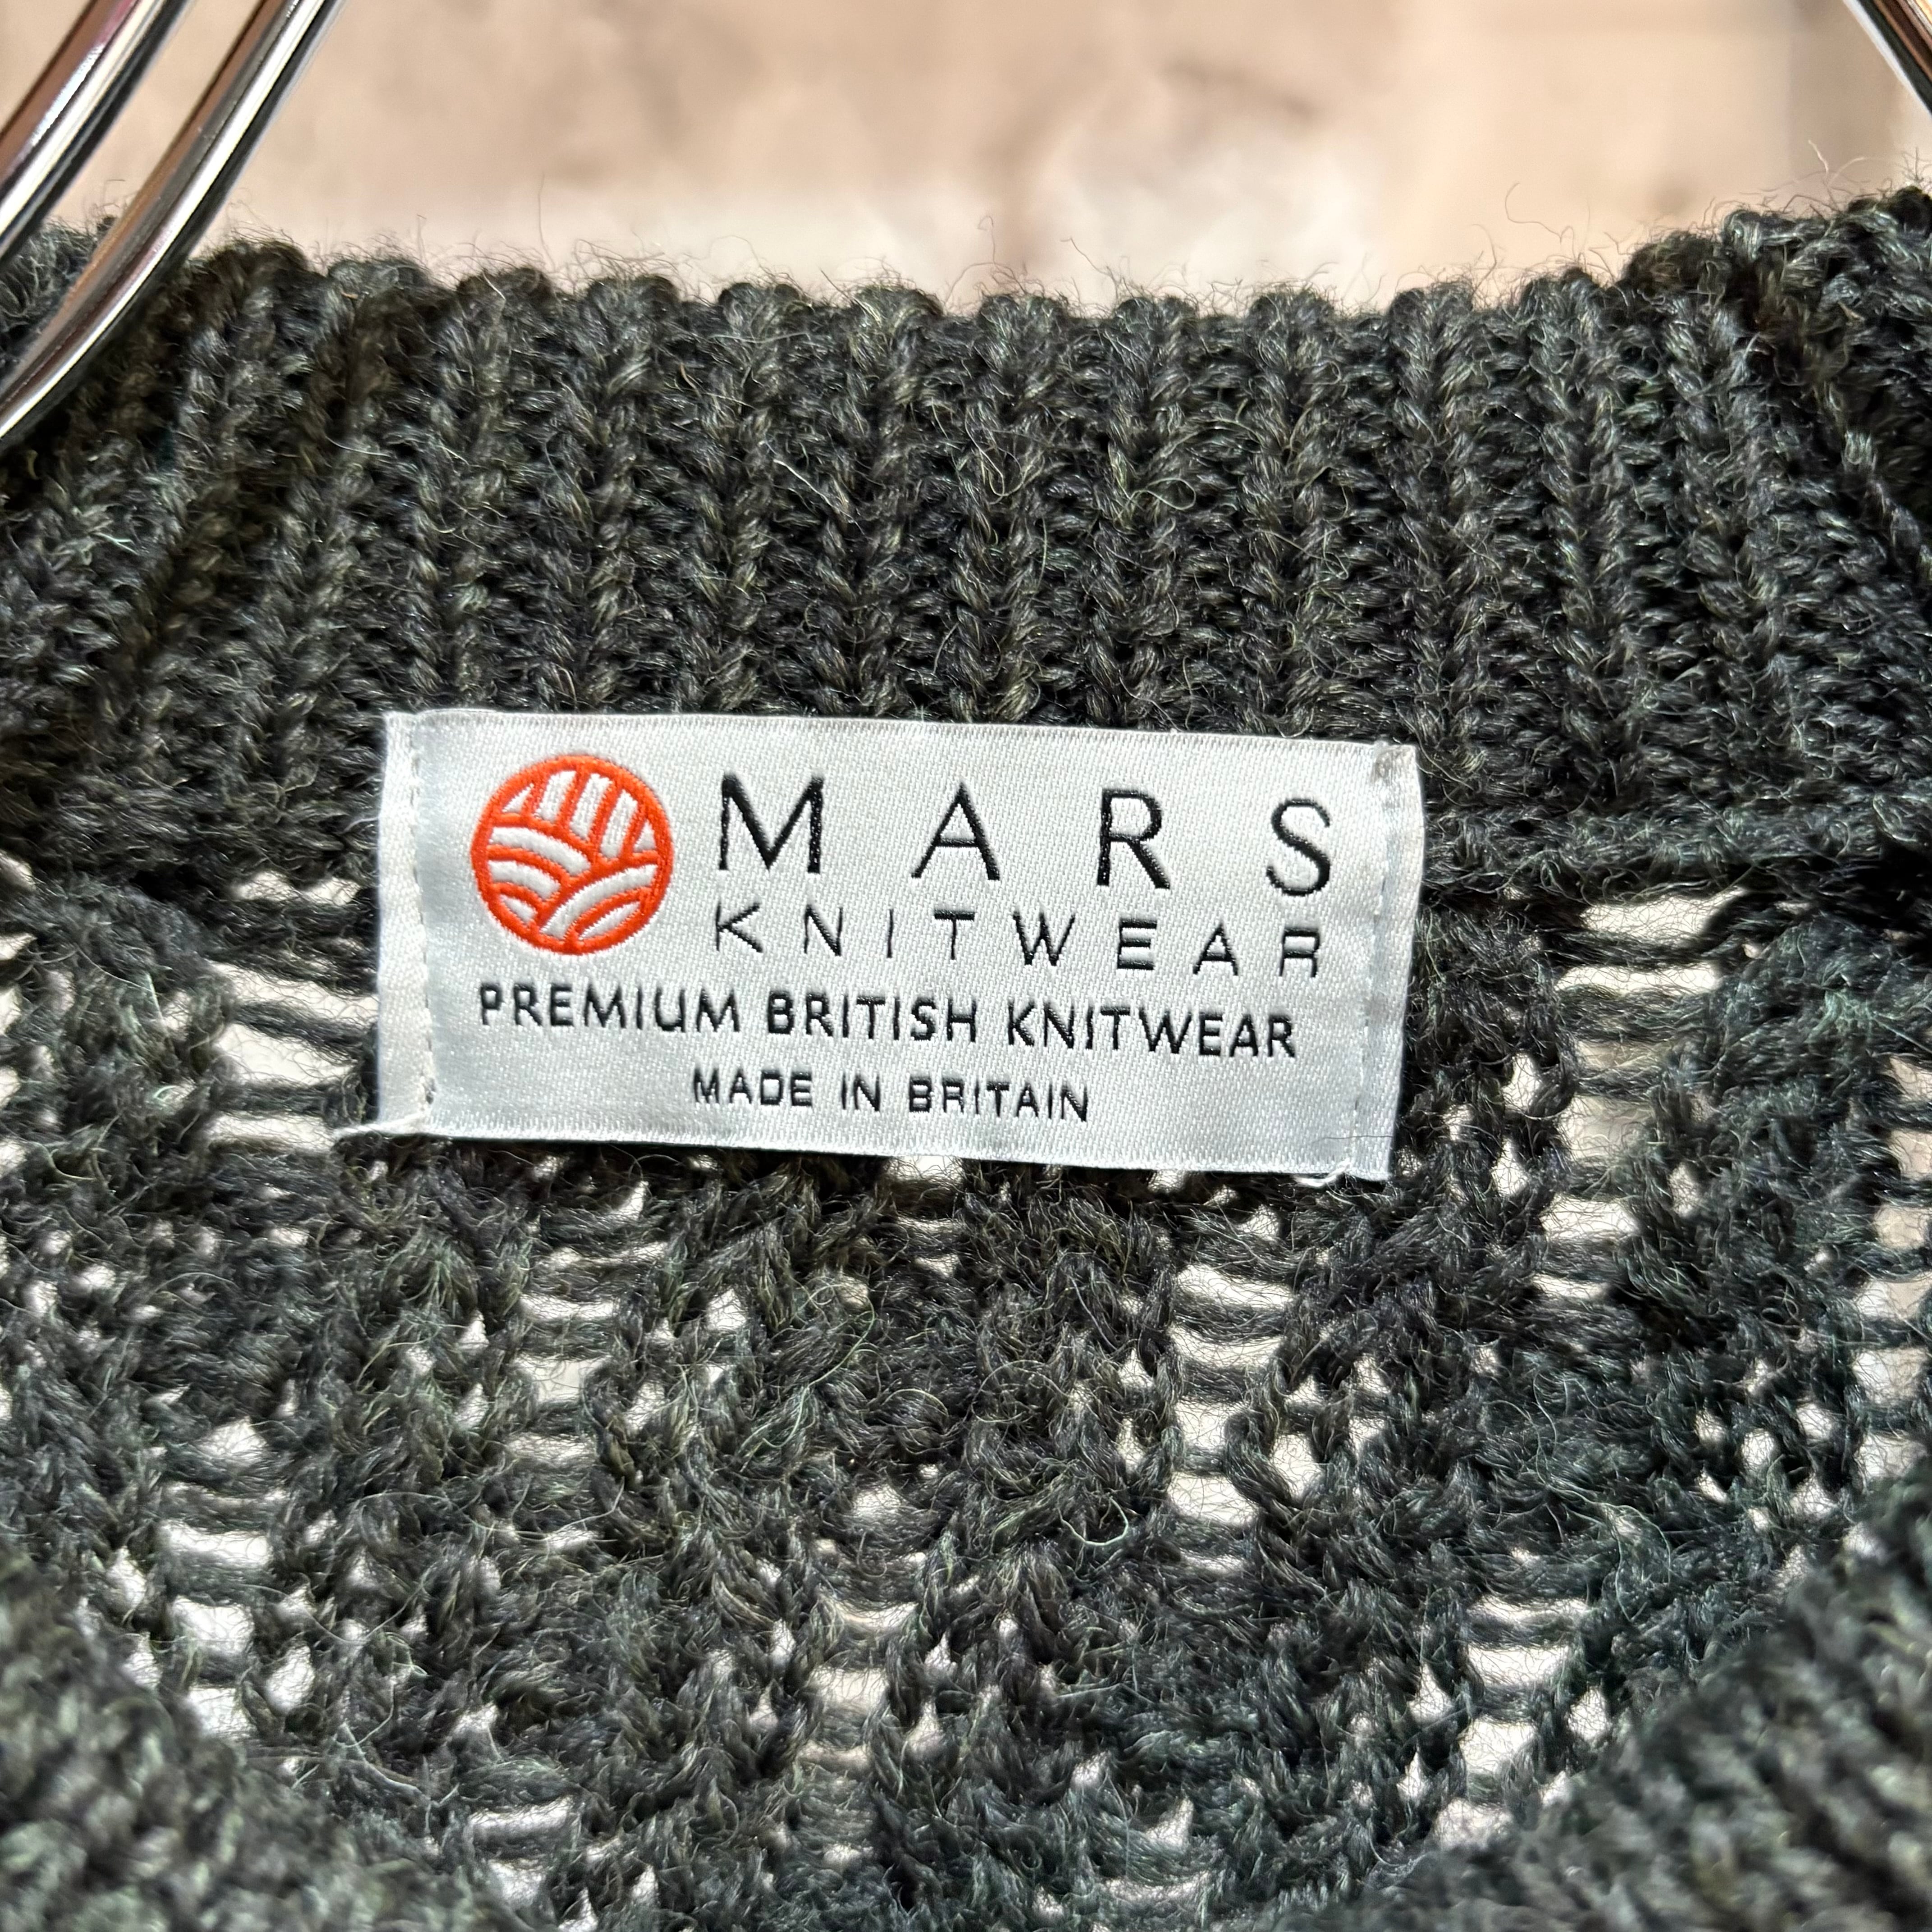 MARS
KNITWEAR
PREMIUM BRITISH KNITWEAR
MADE IN BRITAIN